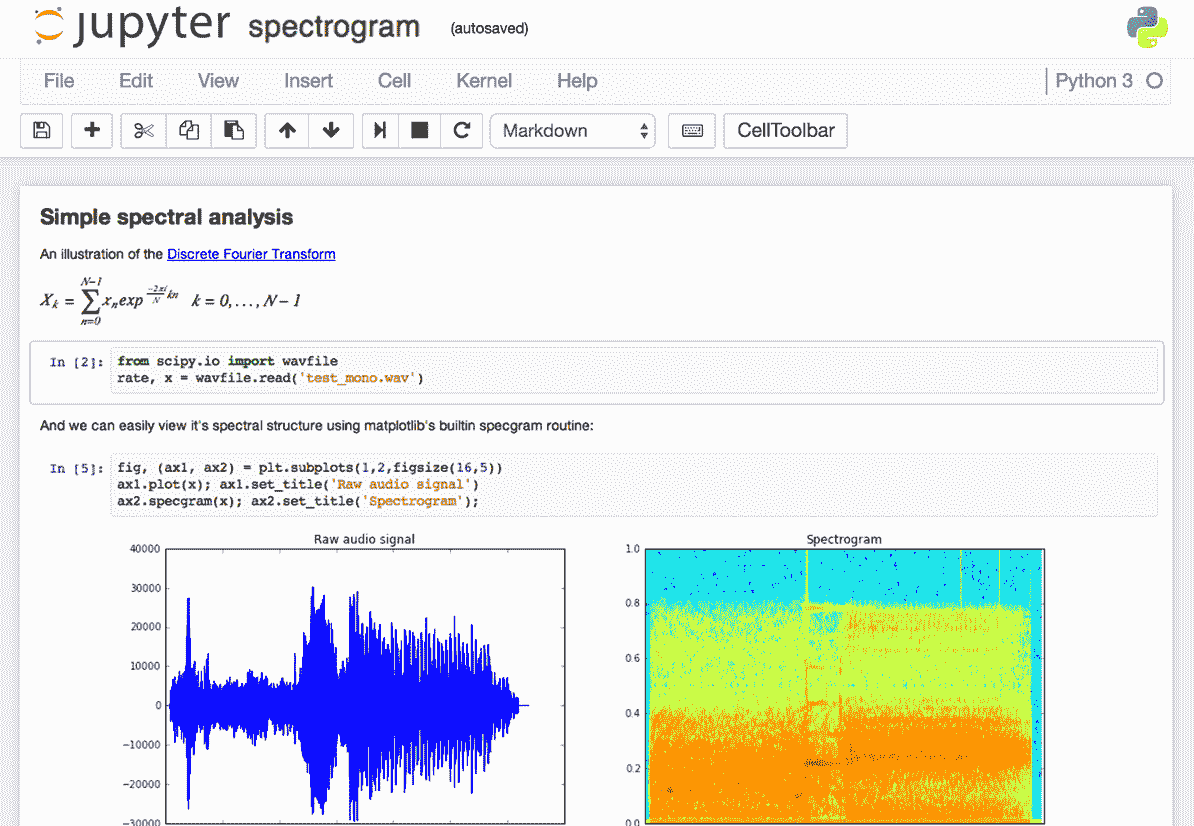 jupyter spectrogram (autosaved)
File Edit View Insert Cell Kernel Help Python 3
Markdown CellToolbar
Simple spectral analysis
An illustration of the Discrete Fourier Transform
N−1
X_k = ∑ x_n exp^{\frac{−2πi}{N} kn} k = 0, . . . , N − 1
n=0
In [2]: from scipy.io import wavfile
rate, x = wavfile.read('test_mono.wav')
And we can easily view it's spectral structure using matplotlib's builtin specgram routine:
In [5]: fig, (ax1, ax2) = plt.subplots(1,2,figsize(16,5))
ax1.plot(x); ax1.set_title('Raw audio signal')
ax2.specgram(x); ax2.set_title('Spectrogram');
Raw audio signal
40000
30000
20000
10000
0
−10000
−20000
−30000
Spectrogram
1.0
0.8
0.6
0.4
0.2
0.0